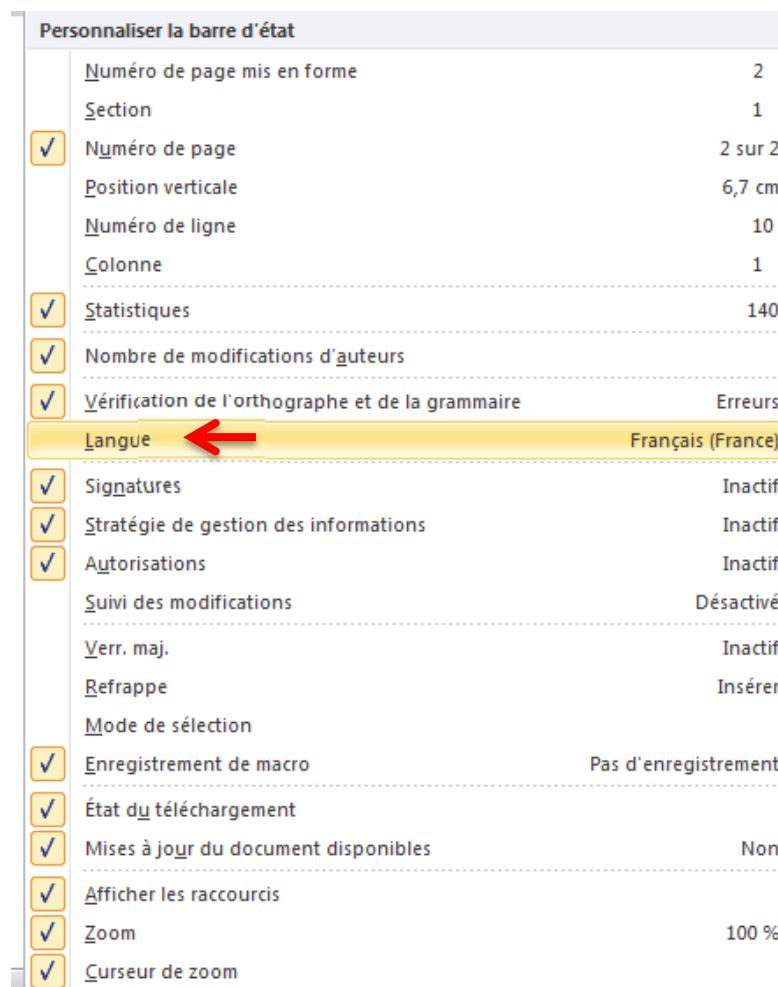 Personnaliser la barre d'état
Numéro de page mis en forme 2
Section 1
Numéro de page 2 sur 2
Position verticale 6,7 cm
Numéro de ligne 10
Colonne 1
Statistiques 140
Nombre de modifications d'auteurs
Vérification de l'orthographe et de la grammaire Erreurs
Langue Français (France)
Signatures Inactif
Stratégie de gestion des informations Inactif
Autorisations Inactif
Suivi des modifications Désactivé
Verr. maj. Inactif
Refrappe Insérer
Mode de sélection
Enregistrement de macro Pas d'enregistrement
État du téléchargement
Mises à jour du document disponibles Non
Afficher les raccourcis
Zoom 100 %
Curseur de zoom